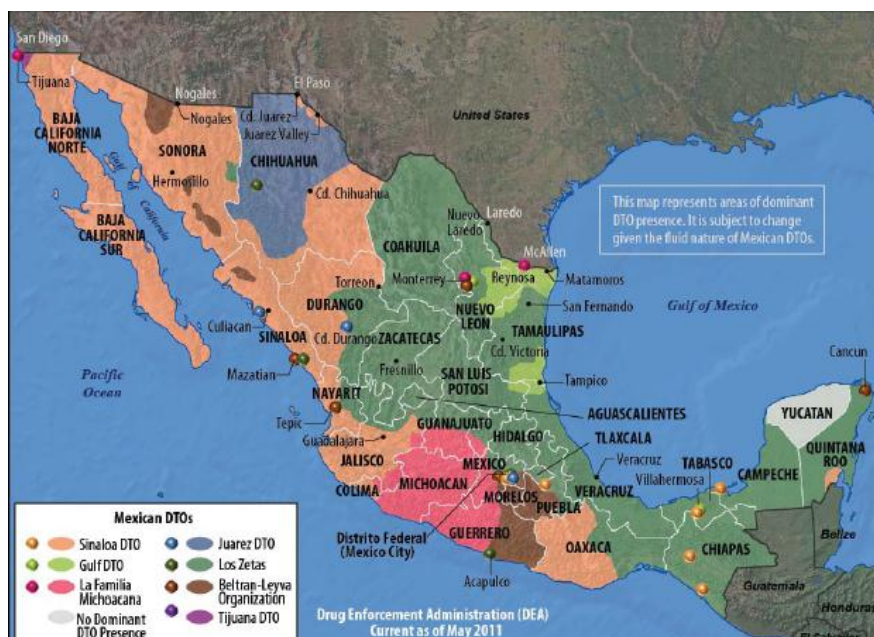 San Diego
Tijuana
BAJA
CALIFORNIA
NORTE
Gulf of
California
BAJA
CALIFORNIA
SUR
Nogales
Nogales
SONORA
Hermosillo
El Paso
Cd. Juarez
Juarez Valley
CHIHUAHUA
Cd. Chihuahua
United States
This map represents areas of dominant
DTO presence. It is subject to change
given the fluid nature of Mexican DTOs.
COAHUILA
Nuevo
Laredo
Laredo
McAllen
Monterrey
Reynosa
Matamoros
Torreon
NUEVO
LEON
San Fernando
Gulf of Mexico
DURANGO
Culiacan
SINALOA
Cd. Durango
ZACATECAS
TAMAULIPAS
Cd. Victoria
Pacific
Ocean
Mazatlan
Fresnillo
SAN LUIS
POTOSI
Tampico
Cancun
NAYARIT
AGUASCALIENTES
YUCATAN
Tepic
GUANAJUATO
HIDALGO
Guadalajara
TLAXCALA
QUINTANA
ROO
JALISCO
MEXICO
Veracruz
TABASCO
Villahermosa
CAMPECHE
COLIMA
MICHOACAN
MORELOS
VERACRUZ
PUEBLA
Distrito Federal
(Mexico City)
GUERRERO
OAXACA
CHIAPAS
Belize
Acapulco
Guatemala
Honduras
Mexican DTOs
Sinaloa DTO
Juarez DTO
Gulf DTO
Los Zetas
La Familia
Michoacana
Beltran-Leyva
Organization
No Dominant
DTO Presence
Tijuana DTO
Drug Enforcement Administration (DEA)
Current as of May 2011